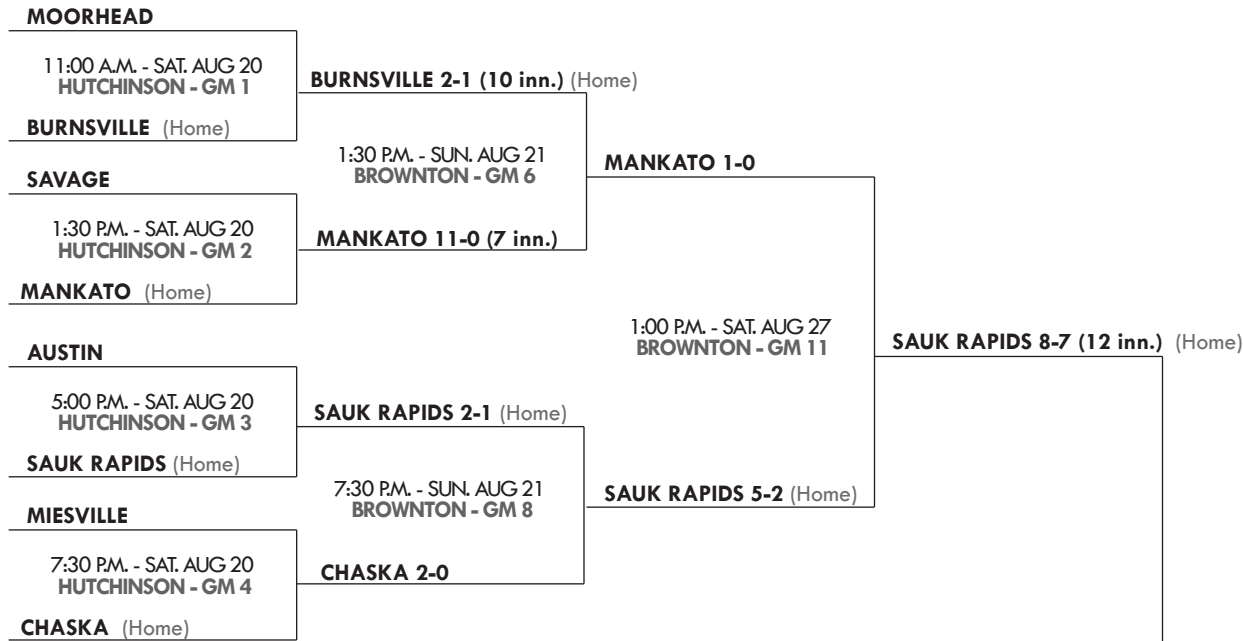 MOORHEAD
11:00 A.M. - SAT. AUG 20
HUTCHINSON - GM 1
BURNSVILLE (Home)
SAVAGE
1:30 P.M. - SAT. AUG 20
HUTCHINSON - GM 2
MANKATO (Home)
AUSTIN
5:00 P.M. - SAT. AUG 20
HUTCHINSON - GM 3
SAUK RAPIDS (Home)
MIESVILLE
7:30 P.M. - SAT. AUG 20
HUTCHINSON - GM 4
CHASKA (Home)
BURNSVILLE 2-1 (10 inn.) (Home)
1:30 P.M. - SUN. AUG 21
BROWNTON - GM 6
MANKATO 11-0 (7 inn.)
SAUK RAPIDS 2-1 (Home)
7:30 P.M. - SUN. AUG 21
BROWNTON - GM 8
CHASKA 2-0
MANKATO 1-0
1:00 P.M. - SAT. AUG 27
BROWNTON - GM 11
SAUK RAPIDS 5-2 (Home)
SAUK RAPIDS 8-7 (12 inn.) (Home)